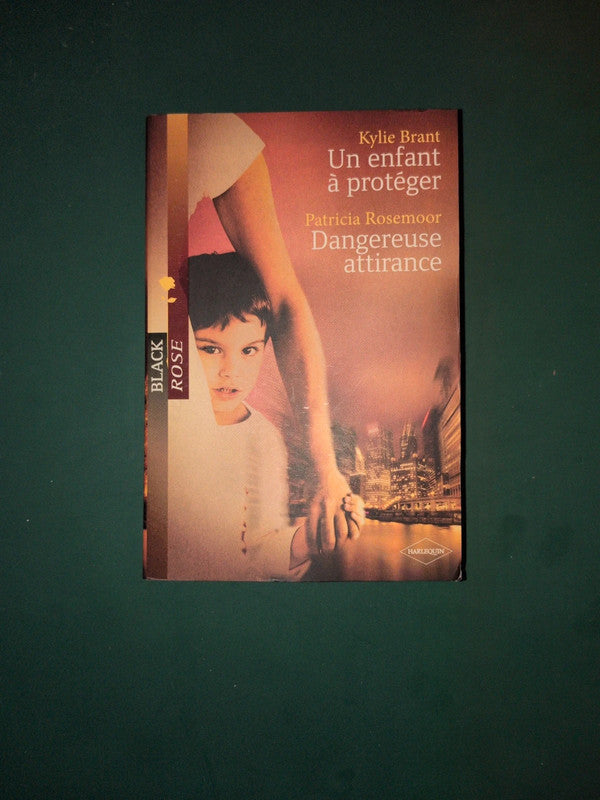 Kylie Brant
Un enfant
à protéger
Patricia Rosemoor
Dangereuse
attirance
BLACK
ROSE
HARLEQUIN